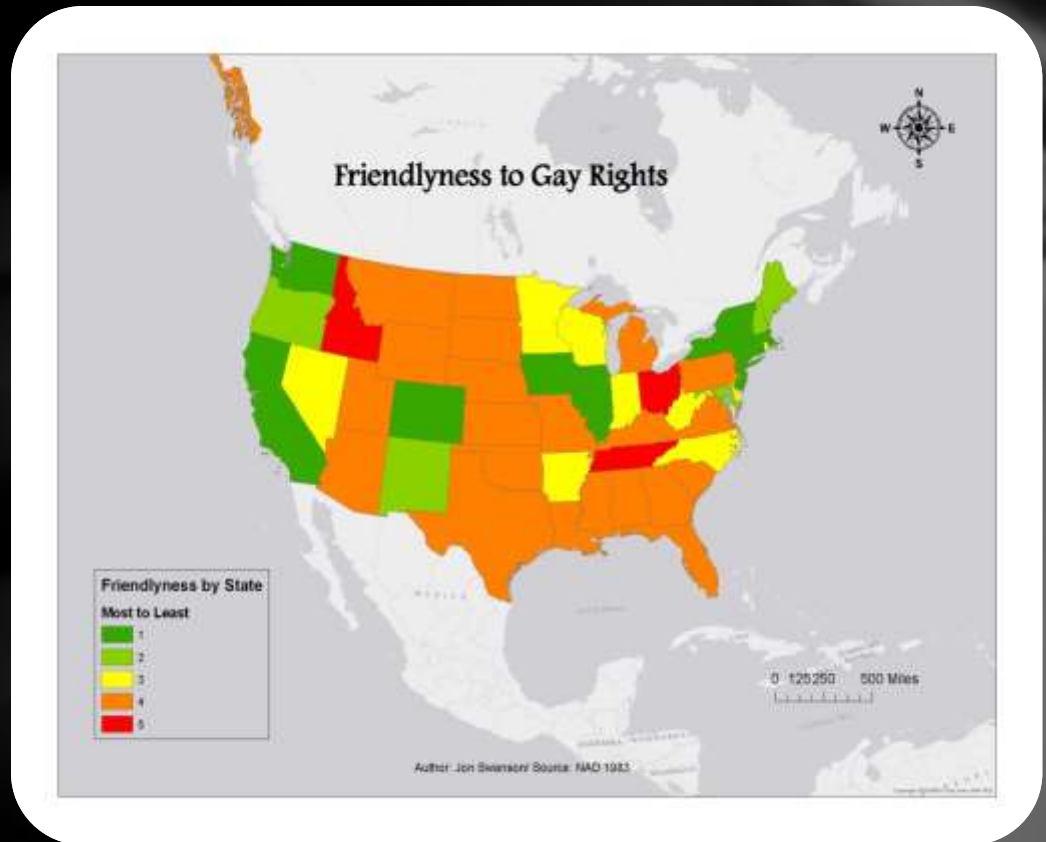 N
W E
S
Friendlyness to Gay Rights
Friendlyness by State
Most to Least
1
2
3
4
5
MEXICO
0 125250 500 Miles
Author: Jon Swanson/ Source: NAD 1983